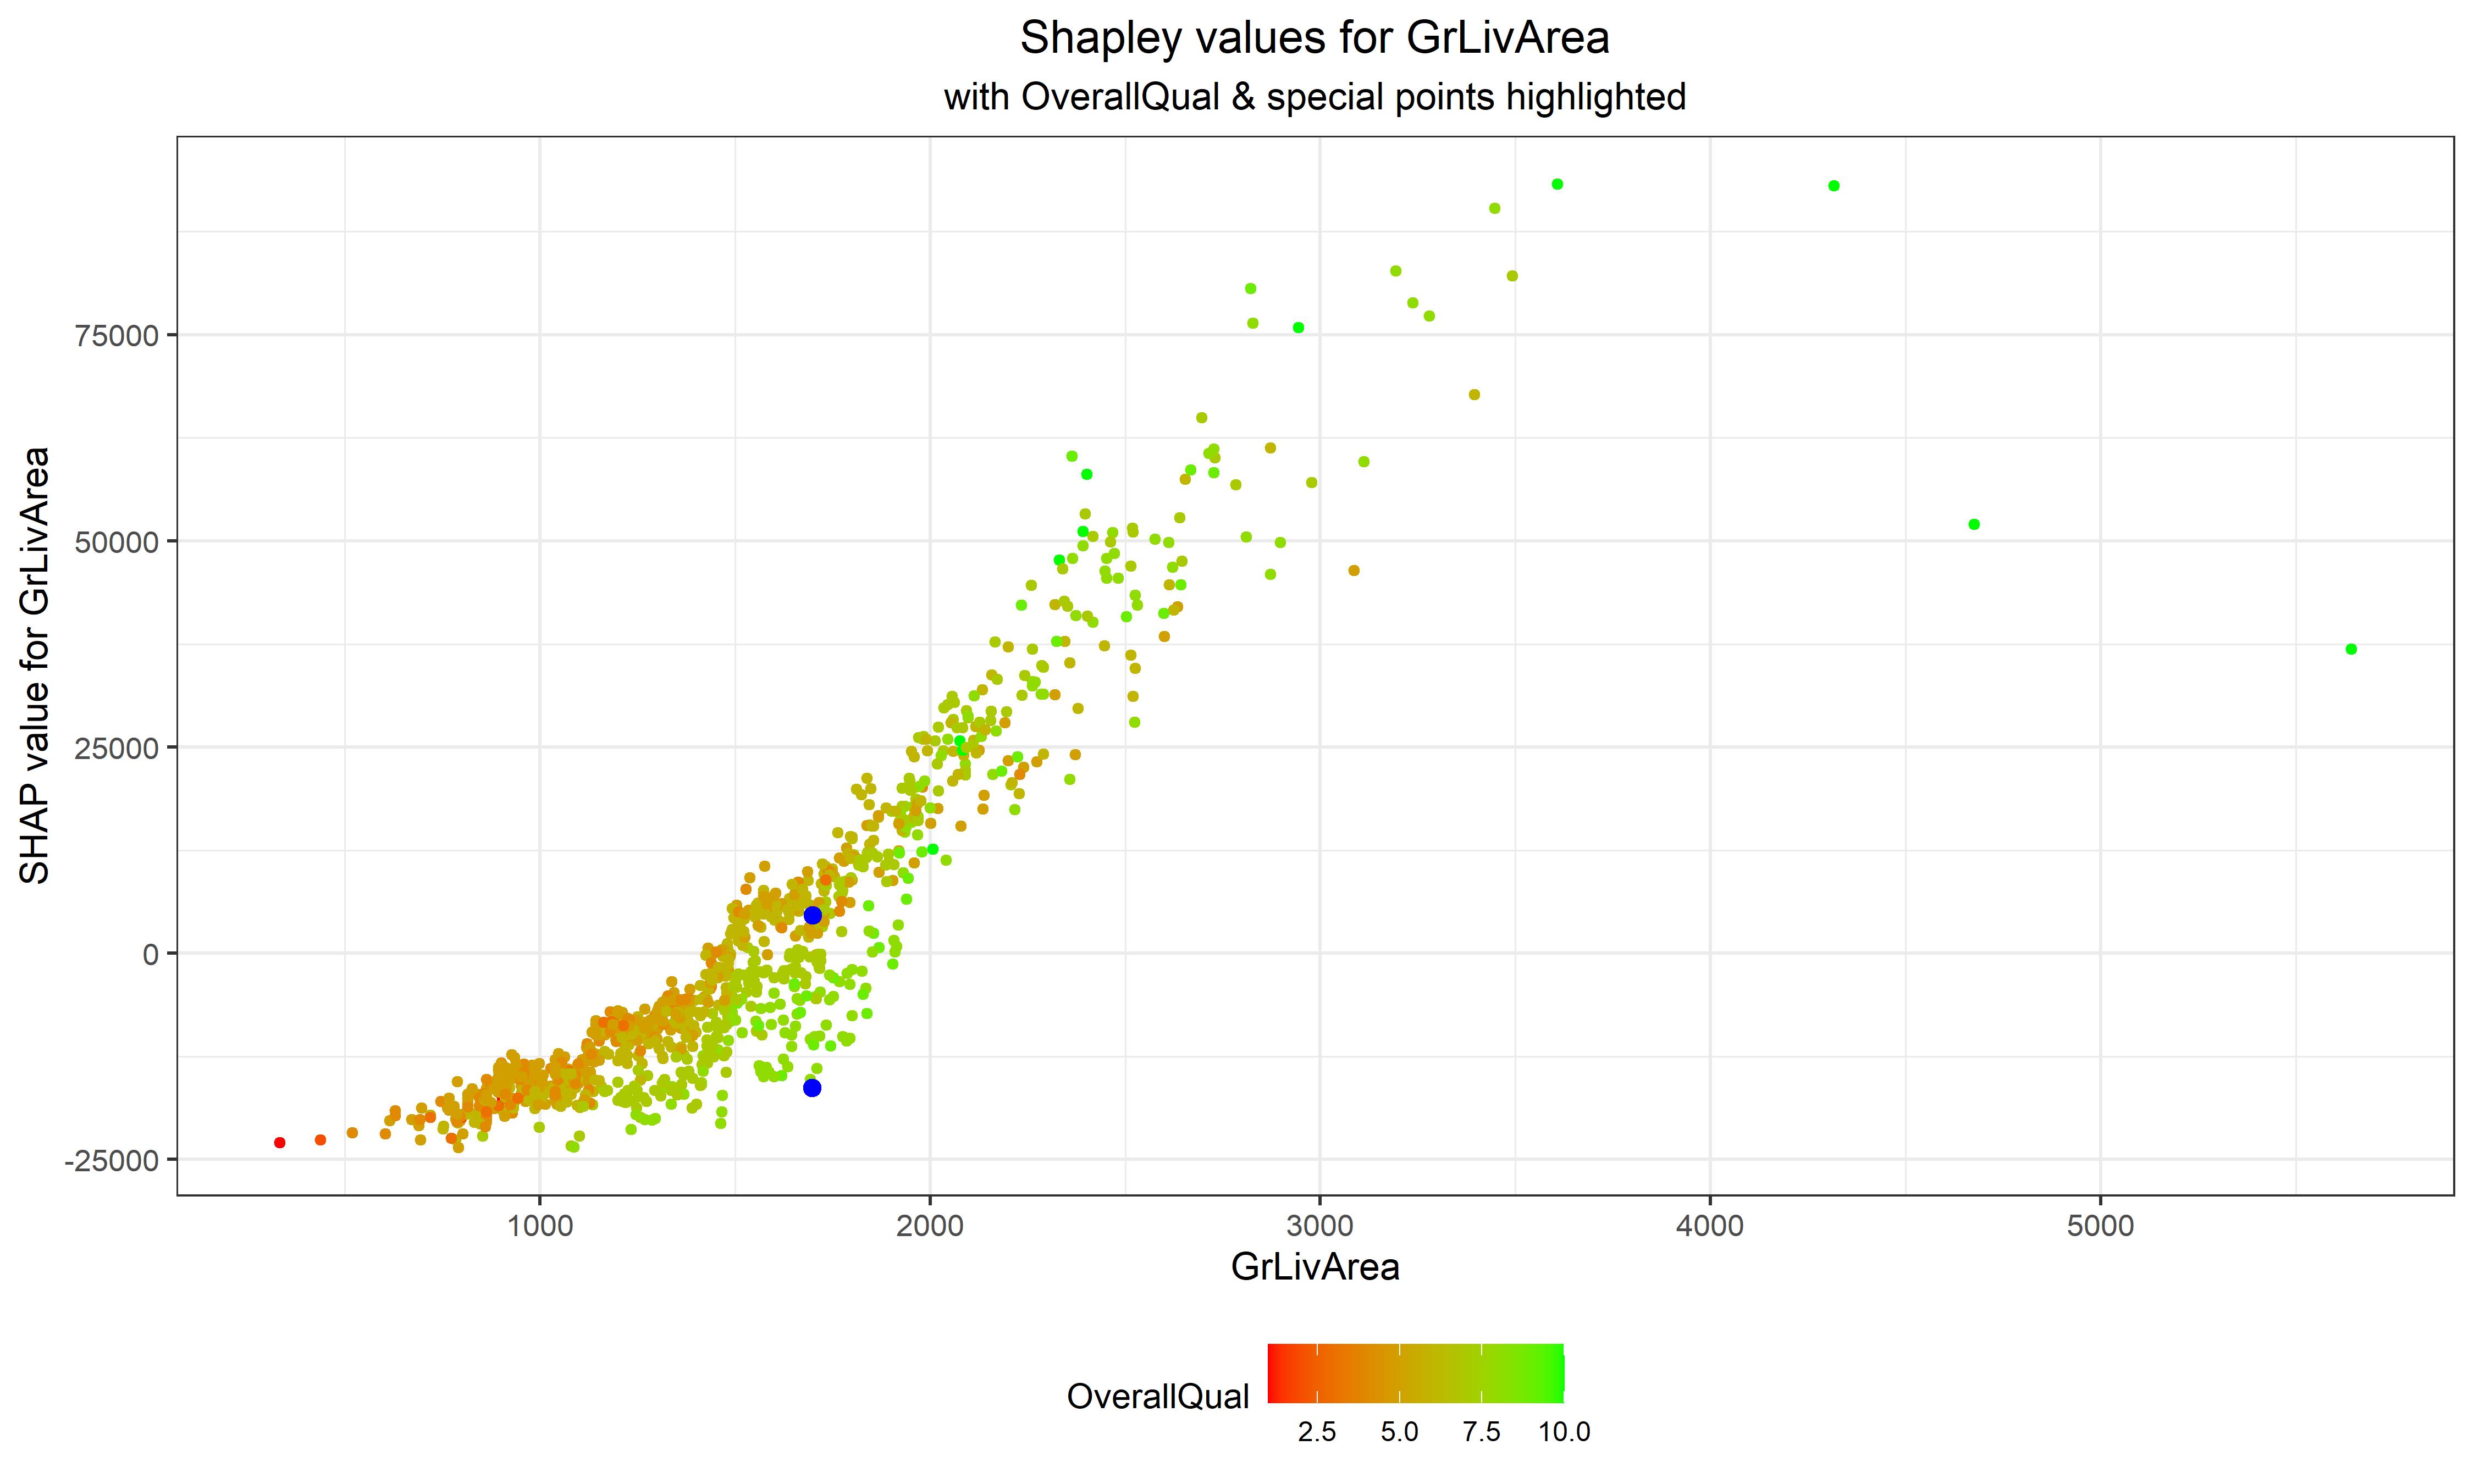 Shapley values for GrLivArea
with OverallQual & special points highlighted
SHAP value for GrLivArea
75000
50000
25000
0
-25000
1000 2000 3000 4000 5000
GrLivArea
OverallQual
2.5 5.0 7.5 10.0